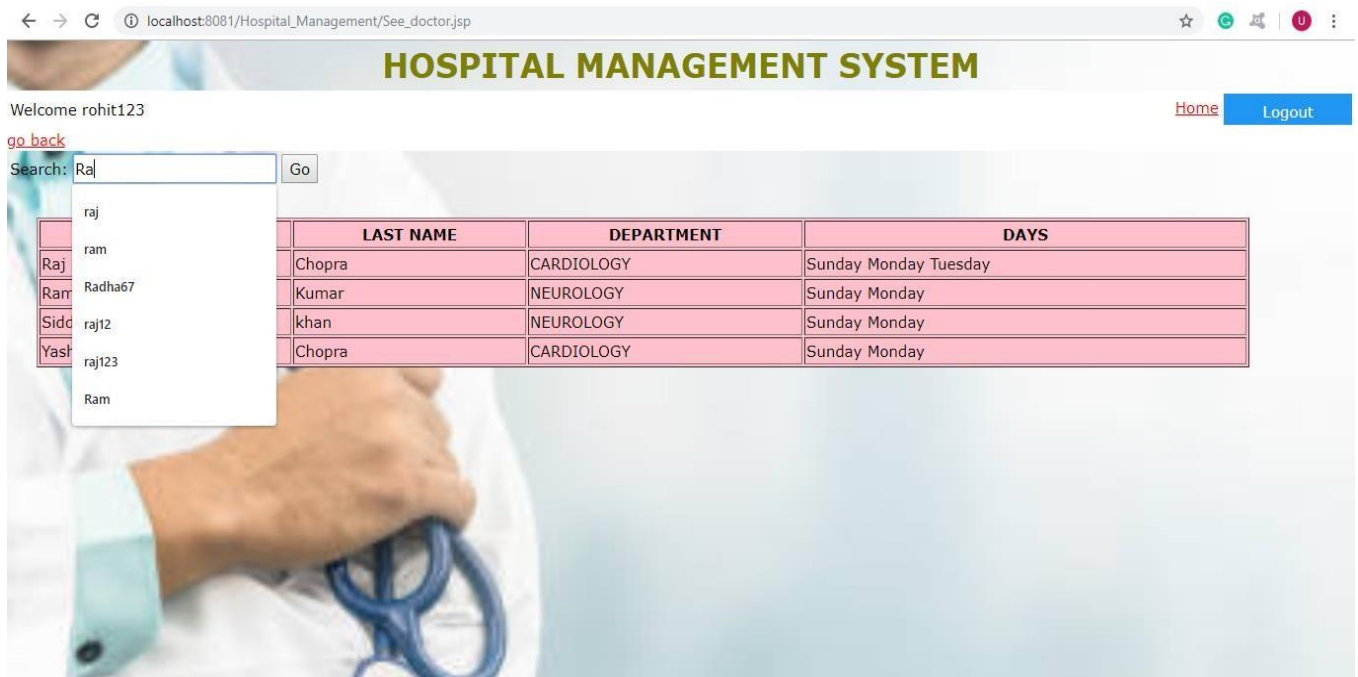 localhost:8081/Hospital_Management/See_doctor.jsp
U
HOSPITAL MANAGEMENT SYSTEM
Welcome rohit123 Home Logout
go back
Search: Ra Go
raj
ram
Radha67
raj12
raj123
Ram
LAST NAME DEPARTMENT DAYS
Raj Chopra CARDIOLOGY Sunday Monday Tuesday
Ram Kumar NEUROLOGY Sunday Monday
khan NEUROLOGY Sunday Monday
Yash Chopra CARDIOLOGY Sunday Monday